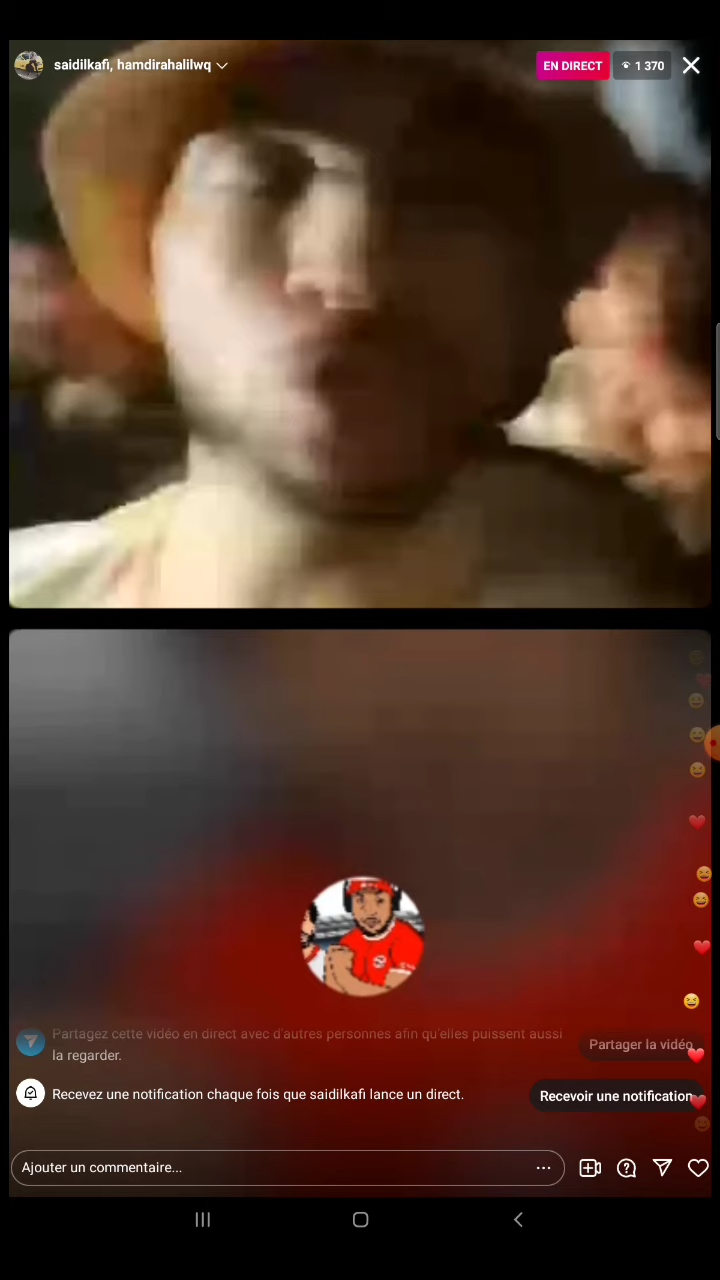 saidilkafi, hamdirahalilwq
EN DIRECT
1 370
Partagez cette vidéo en direct avec d'autres personnes afin qu'elles puissent aussi
la regarder.
Partager la vidéo
Recevez une notification chaque fois que saidilkafi lance un direct.
Recevoir une notification
Ajouter un commentaire...